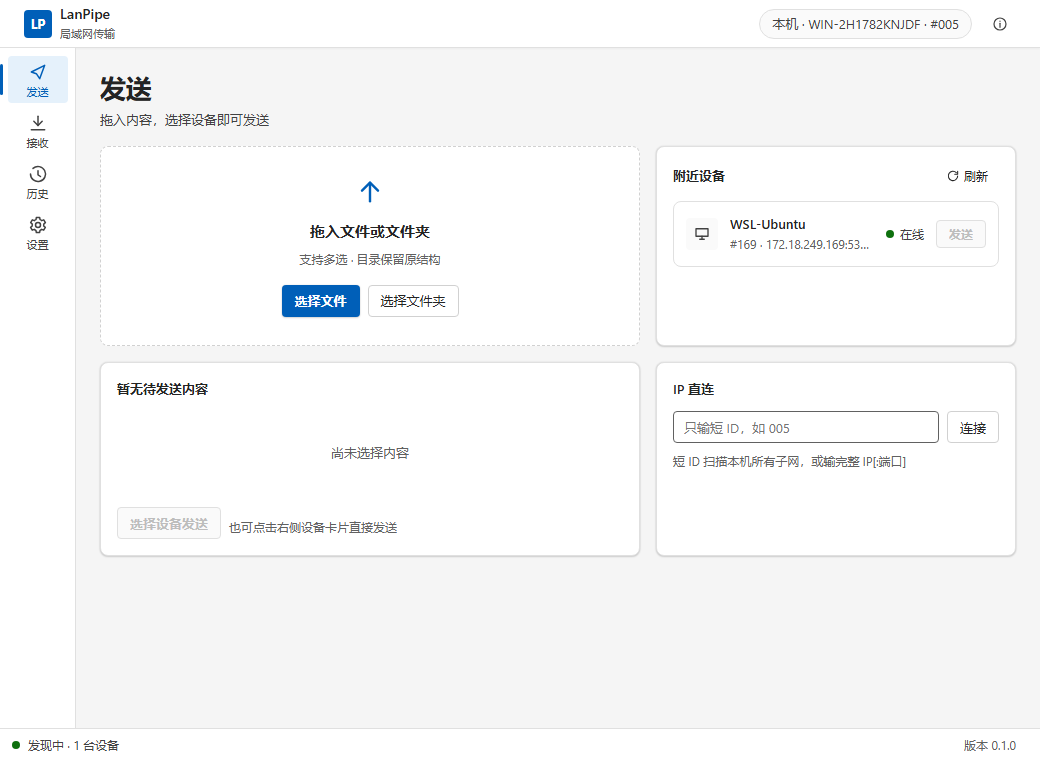 LP
LanPipe
局域网传输
本机 · WIN-2H1782KNJDF · #005
发送
接收
历史
设置
发送
拖入内容，选择设备即可发送
拖入文件或文件夹
支持多选 · 目录保留原结构
选择文件
选择文件夹
附近设备
刷新
WSL-Ubuntu
#169 · 172.18.249.169:53...
在线
发送
暂无待发送内容
尚未选择内容
选择设备发送
也可点击右侧设备卡片直接发送
IP 直连
只输短 ID，如 005
连接
短 ID 扫描本机所有子网，或输完整 IP[:端口]
发现中 · 1 台设备
版本 0.1.0